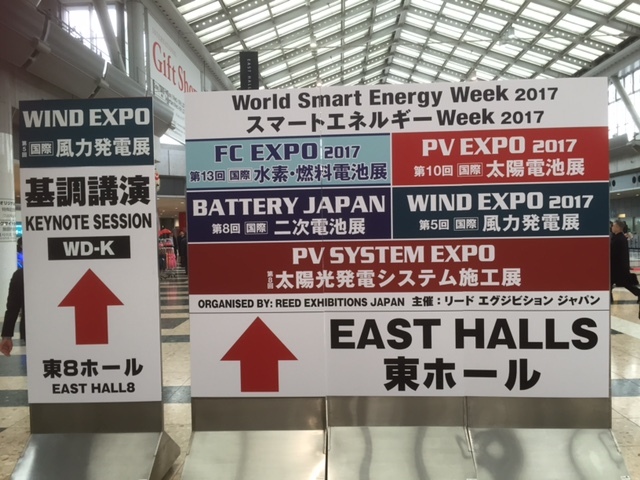 Gift Shop
WIND EXPO
第5回 国際 風力発電展
基調講演
KEYNOTE SESSION
WD-K
東8ホール
EAST HALL8
World Smart Energy Week 2017
スマートエネルギーWeek 2017
FC EXPO 2017
第13回 国際 水素・燃料電池展
PV EXPO 2017
第10回 国際 太陽電池展
BATTERY JAPAN
第8回 国際 二次電池展
WIND EXPO 2017
第5回 国際 風力発電展
PV SYSTEM EXPO
第8回 太陽光発電システム施工展
ORGANISED BY: REED EXHIBITIONS JAPAN 主催：リード エグジビション ジャパン
EAST HALLS
東ホール